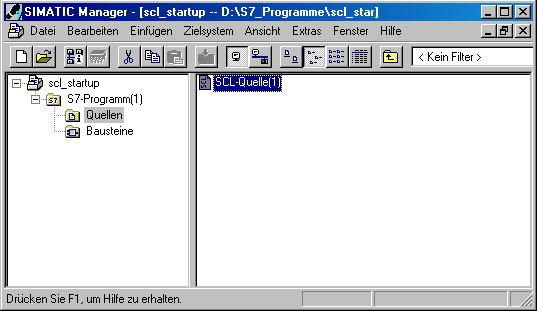 SIMATIC Manager - [scl_startup -- D:\S7_Programme\scl_star]
Datei Bearbeiten Einfügen Zielsystem Ansicht Extras Fenster Hilfe
< Kein Filter >
scl_startup
S7-Programm(1)
Quellen
Bausteine
SCL-Quelle(1)
Drücken Sie F1, um Hilfe zu erhalten.